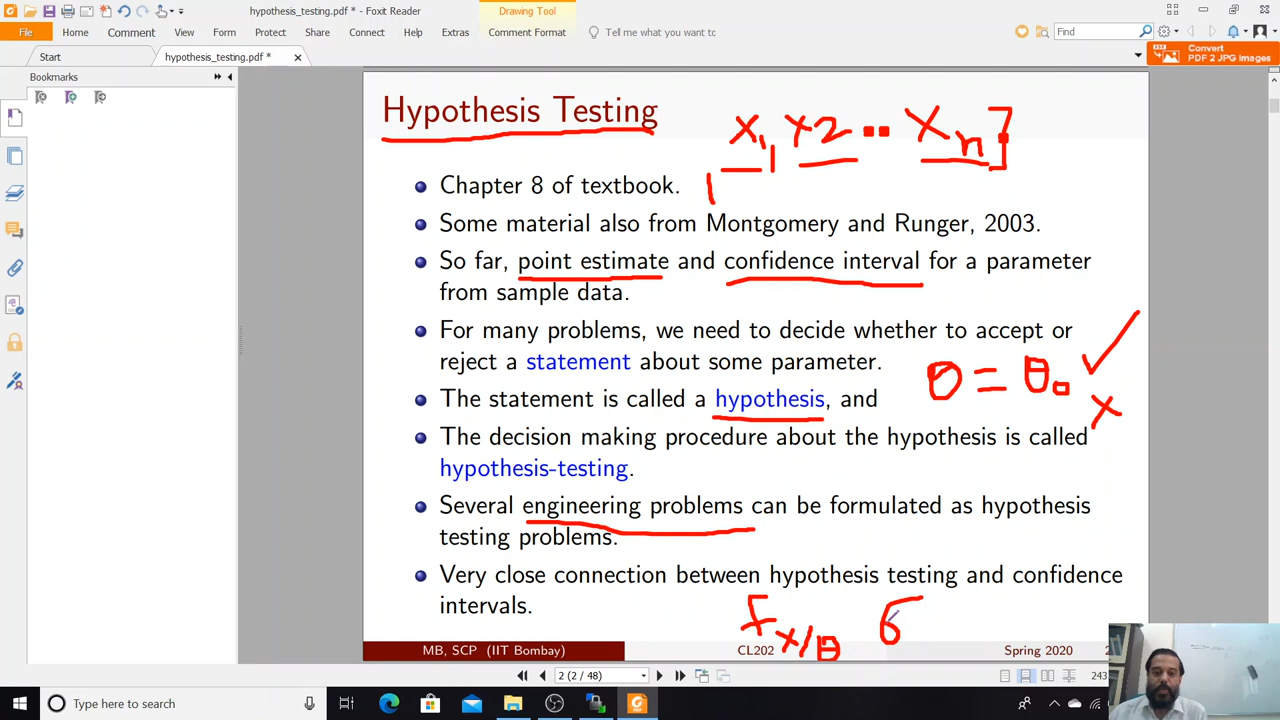 hypothesis_testing.pdf * - Foxit Reader
Drawing Tool
File Home Comment View Form Protect Share Connect Help Extras Comment Format Tell me what you want to Find
Start hypothesis_testing.pdf *
Convert
PDF 2 JPG Images
Bookmarks
Hypothesis Testing
X1 X2 .. Xn]
Chapter 8 of textbook.
Some material also from Montgomery and Runger, 2003.
So far, point estimate and confidence interval for a parameter
from sample data.
For many problems, we need to decide whether to accept or
reject a statement about some parameter.
θ = θ0 ✓
x
The statement is called a hypothesis, and
The decision making procedure about the hypothesis is called
hypothesis-testing.
Several engineering problems can be formulated as hypothesis
testing problems.
Very close connection between hypothesis testing and confidence
intervals.
X/θ
MB, SCP (IIT Bombay) CL202 Spring 2020
2 (2 / 48) 243
Type here to search